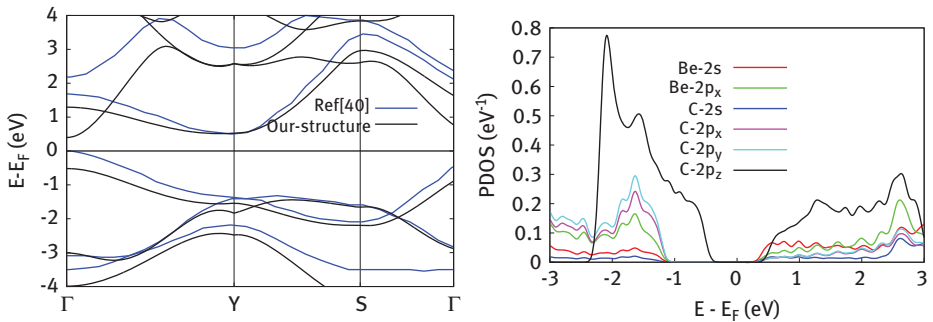 4
3
2
1
0
-1
-2
-3
-4
E-E_F (eV)
Ref[40]
Our-structure
Γ Y S Γ
0.8
0.7
0.6
0.5
0.4
0.3
0.2
0.1
0
PDOS (eV⁻¹)
Be-2s
Be-2p_x
C-2s
C-2p_x
C-2p_y
C-2p_z
-3 -2 -1 0 1 2 3
E - E_F (eV)